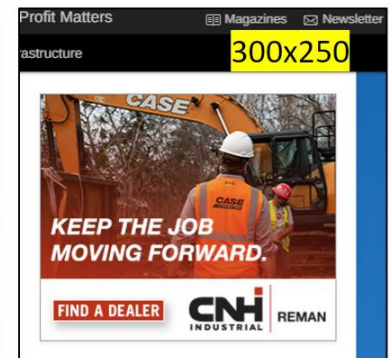 Profit Matters Magazines Newsletter
rastructure
300x250
CASE
CASE
KEEP THE JOB
MOVING FORWARD.
FIND A DEALER CNH REMAN
INDUSTRIAL